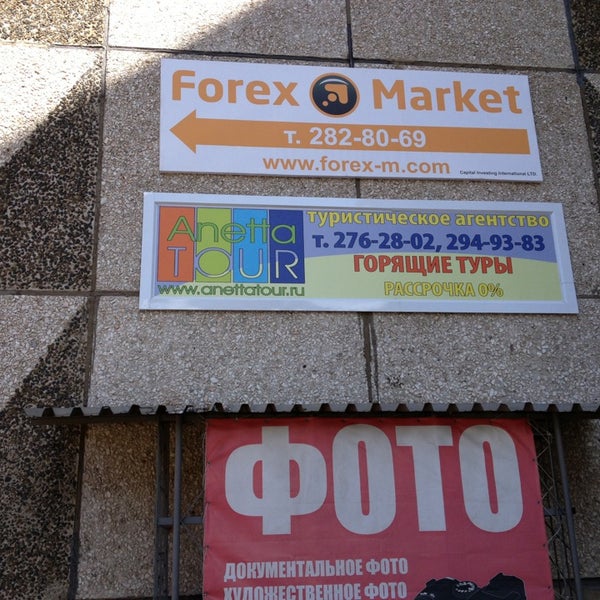 Forex Market
т. 282-80-69
www.forex-m.com
Capital Investing International LTD.
Anetta
TOUR
www.anettatour.ru
туристическое агентство
т. 276-28-02, 294-93-83
ГОРЯЩИЕ ТУРЫ
РАССРОЧКА 0%
ФОТО
ДОКУМЕНТАЛЬНОЕ ФОТО
ХУДОЖЕСТВЕННОЕ ФОТО